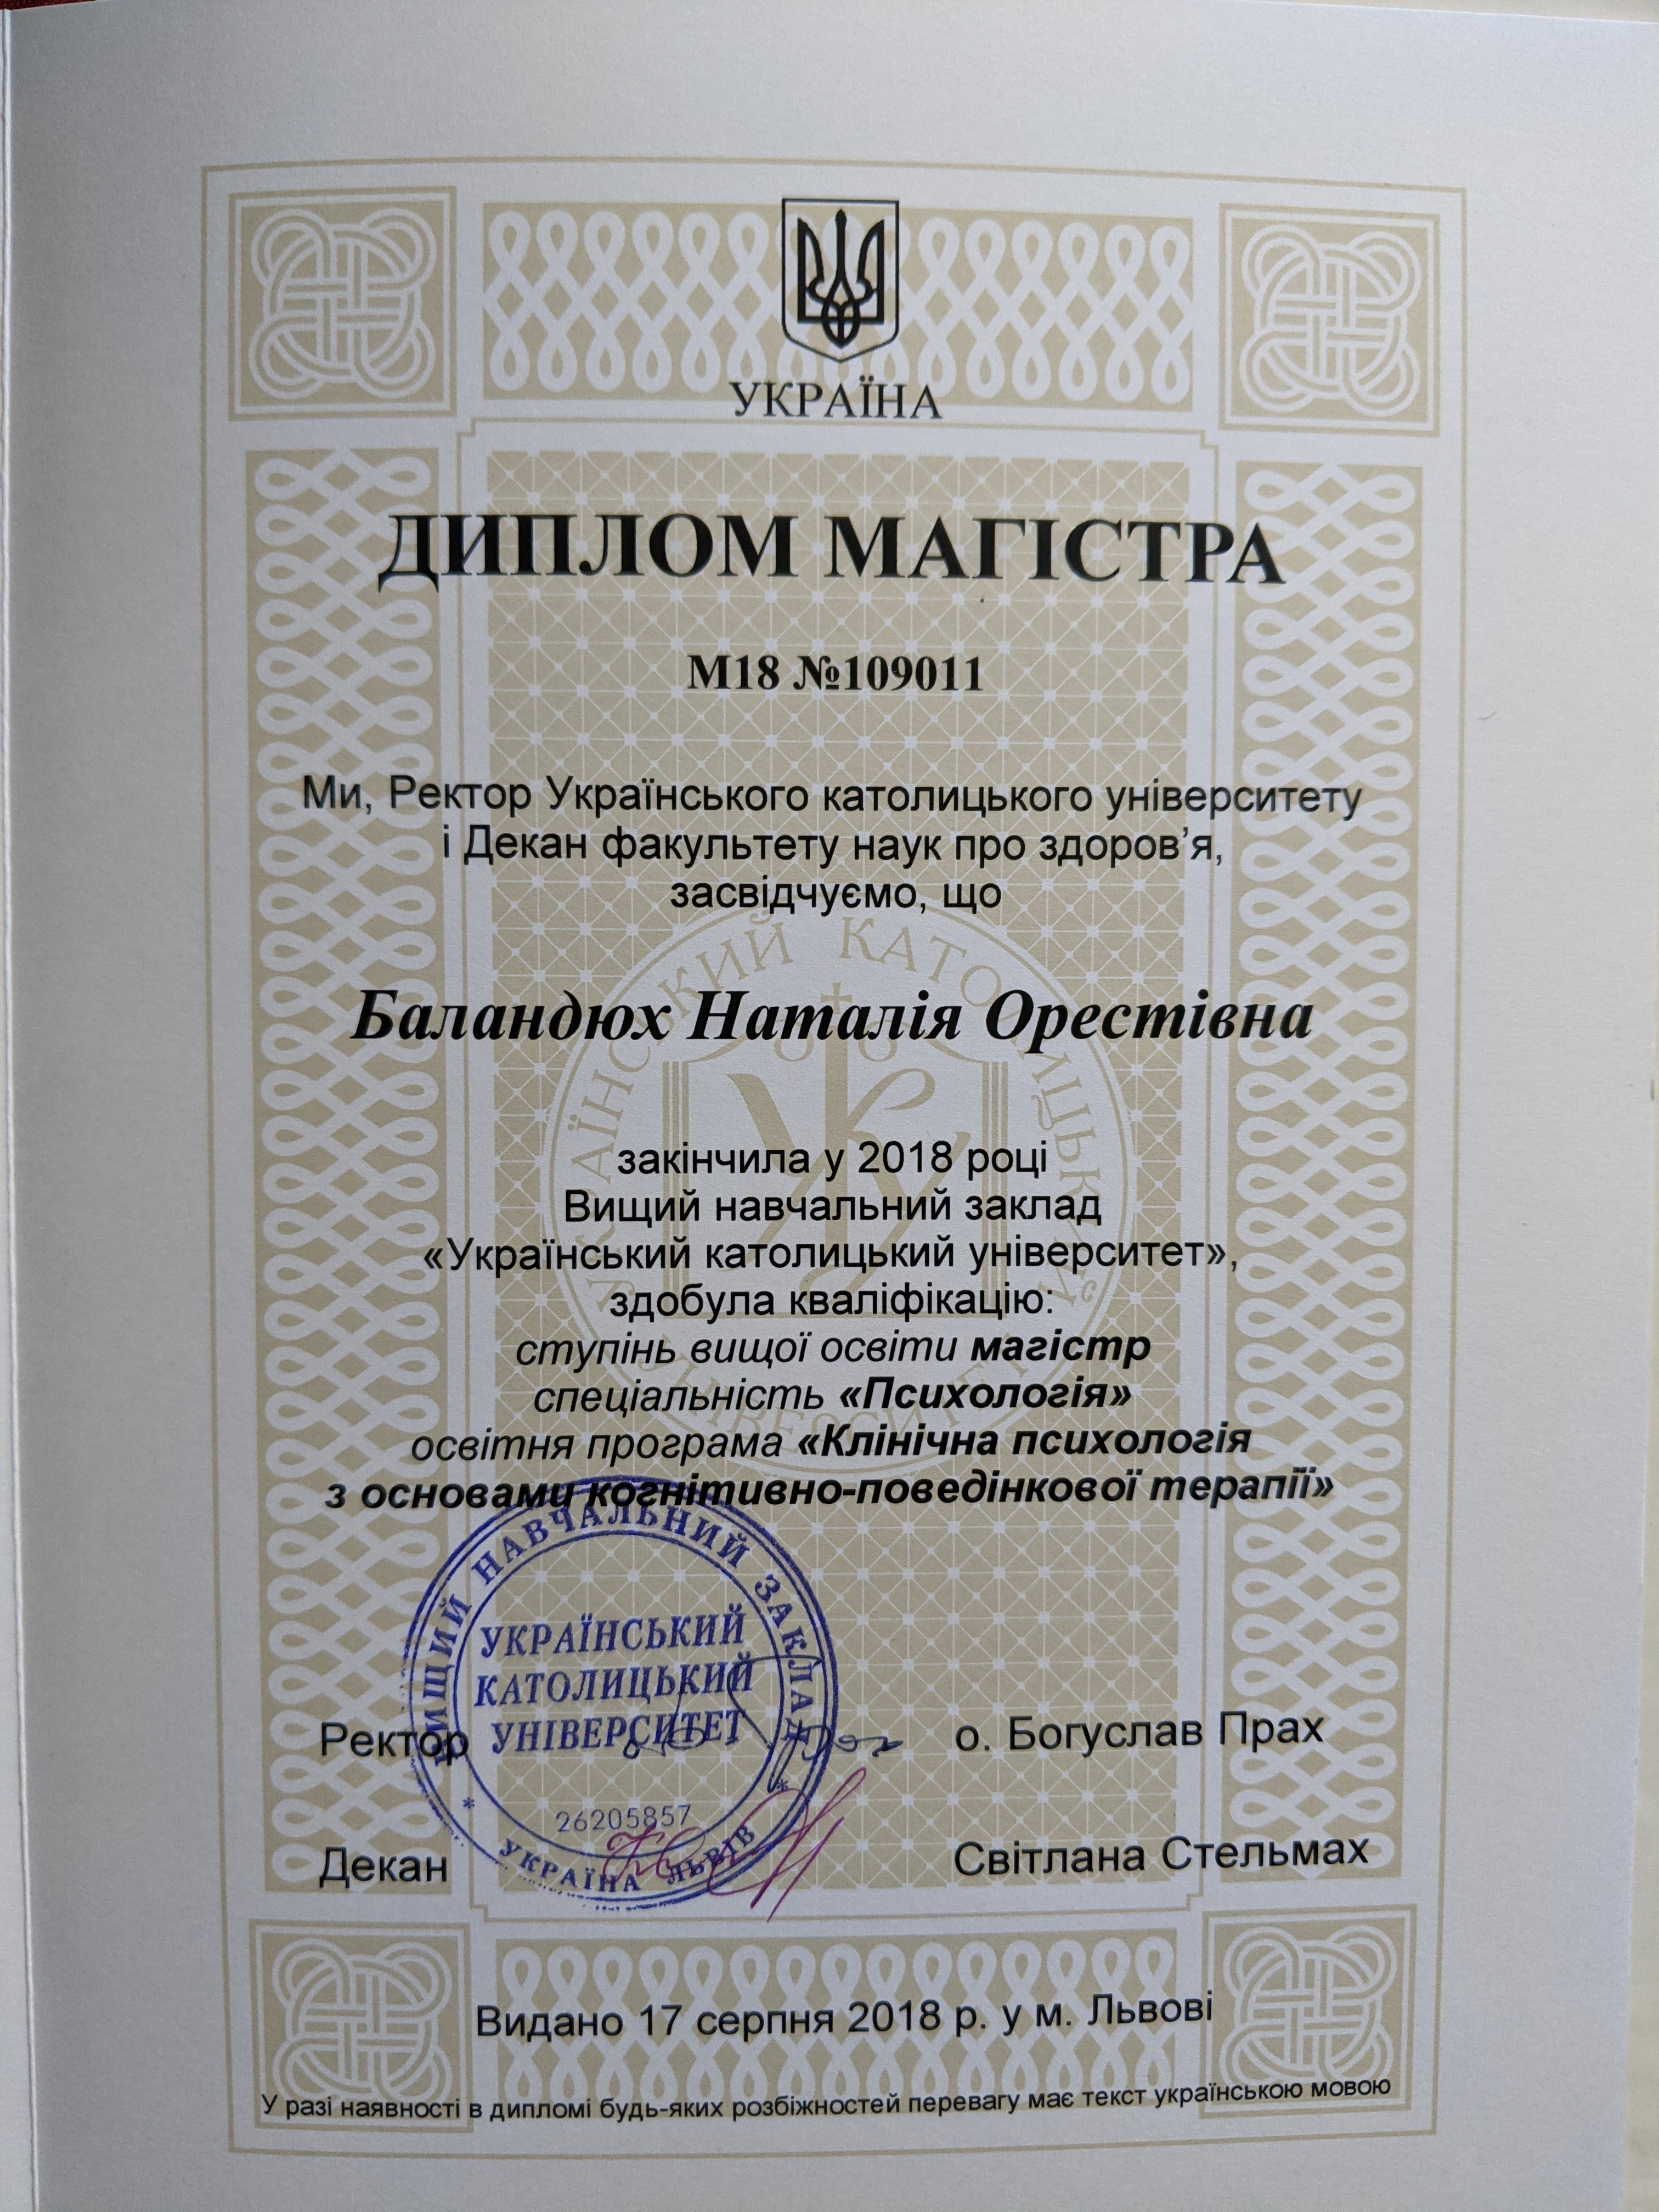 УКРАЇНА
ДИПЛОМ МАГІСТРА
М18 №109011
Ми, Ректор Українського католицького університету
і Декан факультету наук про здоров’я,
засвідчуємо, що
Баландюх Наталія Орестівна
закінчила у 2018 році
Вищий навчальний заклад
«Український католицький університет»,
здобула кваліфікацію:
ступінь вищої освіти магістр
спеціальність «Психологія»
освітня програма «Клінічна психологія
з основами когнітивно-поведінкової терапії»
ВИЩИЙ НАВЧАЛЬНИЙ ЗАКЛАД
УКРАЇНСЬКИЙ
КАТОЛИЦЬКИЙ
УНІВЕРСИТЕТ
26205857
* УКРАЇНА ЛЬВІВ *
Ректор о. Богуслав Прах
Декан Світлана Стельмах
Видано 17 серпня 2018 р. у м. Львові
У разі наявності в дипломі будь-яких розбіжностей перевагу має текст українською мовою